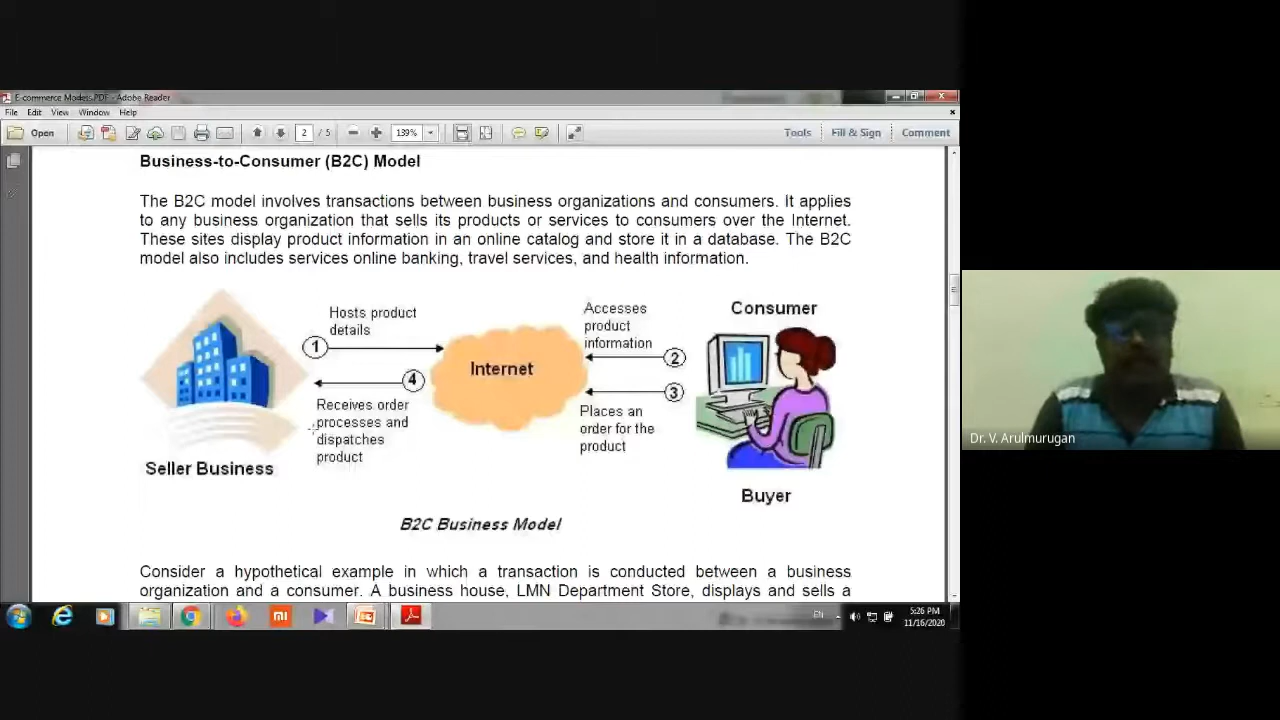 E-commerce Models.PDF - Adobe Reader
File Edit View Window Help
Open 2 / 5 139% Tools Fill & Sign Comment
Business-to-Consumer (B2C) Model
The B2C model involves transactions between business organizations and consumers. It applies
to any business organization that sells its products or services to consumers over the Internet.
These sites display product information in an online catalog and store it in a database. The B2C
model also includes services online banking, travel services, and health information.
Hosts product
details
1
4
Receives order
processes and
dispatches
product
Seller Business
Internet
Accesses
product
information
2
3
Places an
order for the
product
Consumer
Buyer
B2C Business Model
Consider a hypothetical example in which a transaction is conducted between a business
organization and a consumer. A business house, LMN Department Store, displays and sells a
mi
EN
5:26 PM
11/16/2020
Dr. V. Arulmurugan